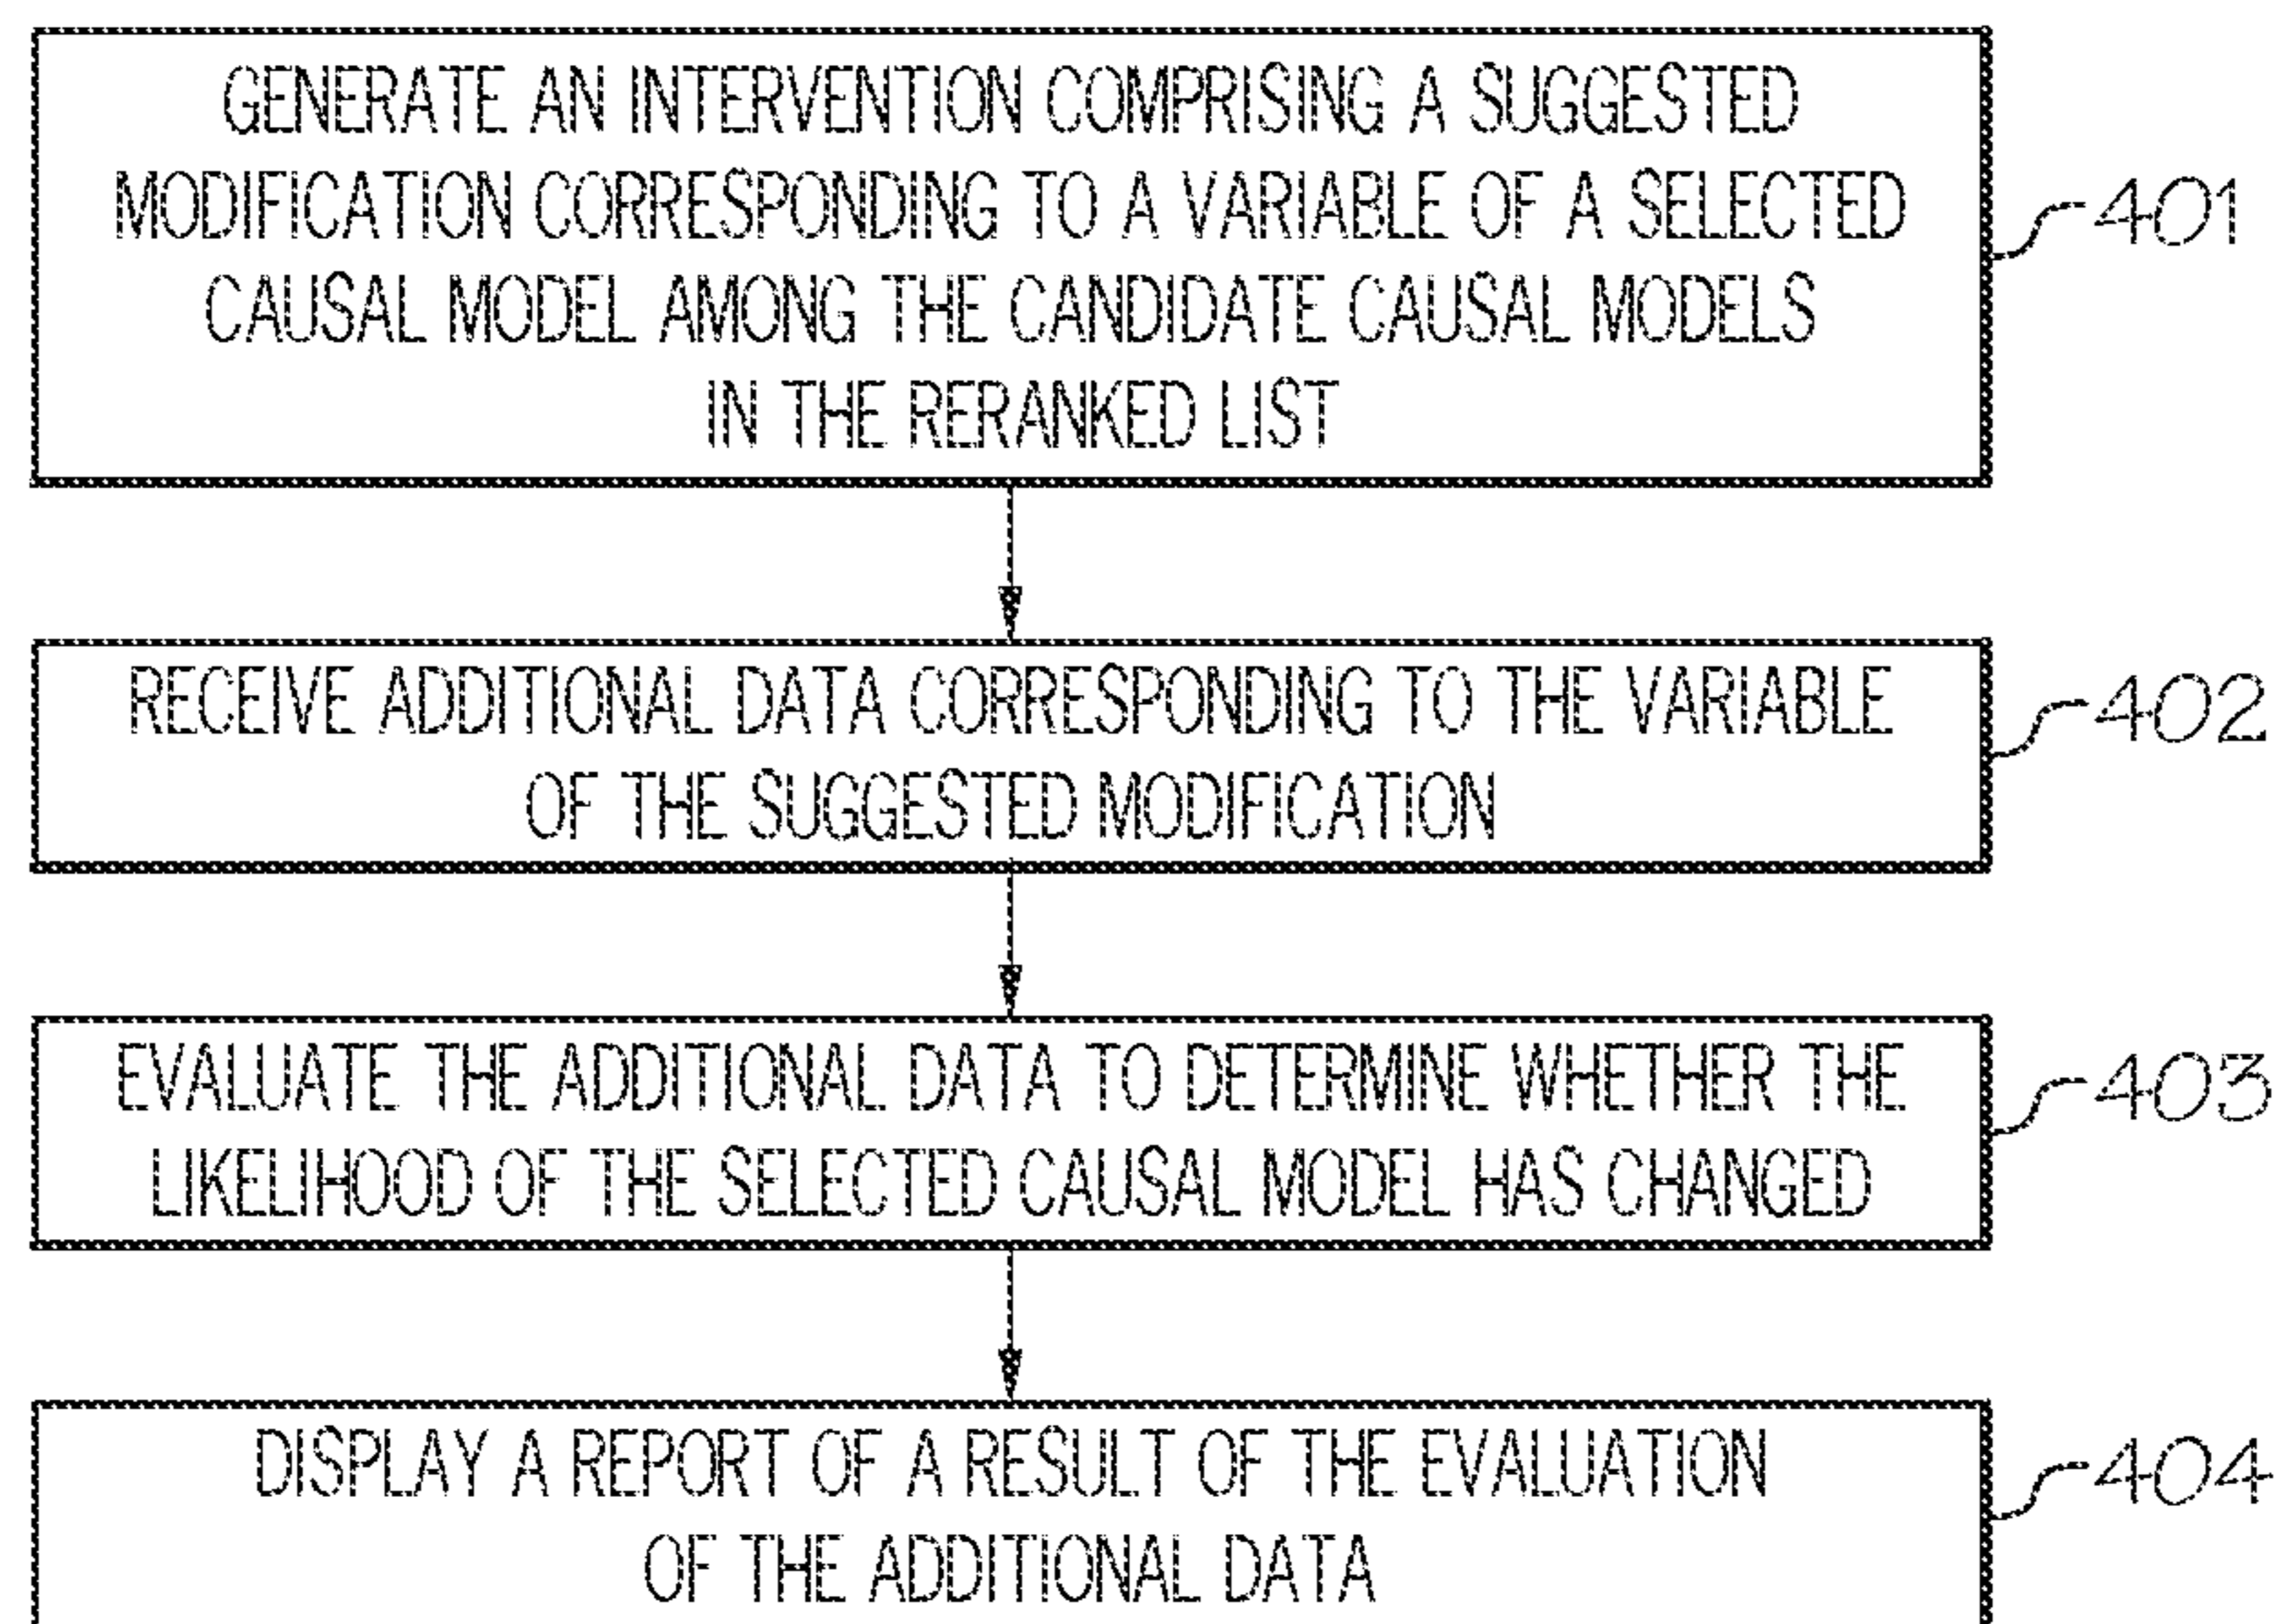 GENERATE AN INTERVENTION COMPRISING A SUGGESTED
MODIFICATION CORRESPONDING TO A VARIABLE OF A SELECTED
CAUSAL MODEL AMONG THE CANDIDATE CAUSAL MODELS
IN THE RERANKED LIST
401
RECEIVE ADDITIONAL DATA CORRESPONDING TO THE VARIABLE
OF THE SUGGESTED MODIFICATION
402
EVALUATE THE ADDITIONAL DATA TO DETERMINE WHETHER THE
LIKELIHOOD OF THE SELECTED CAUSAL MODEL HAS CHANGED
403
DISPLAY A REPORT OF A RESULT OF THE EVALUATION
OF THE ADDITIONAL DATA
404